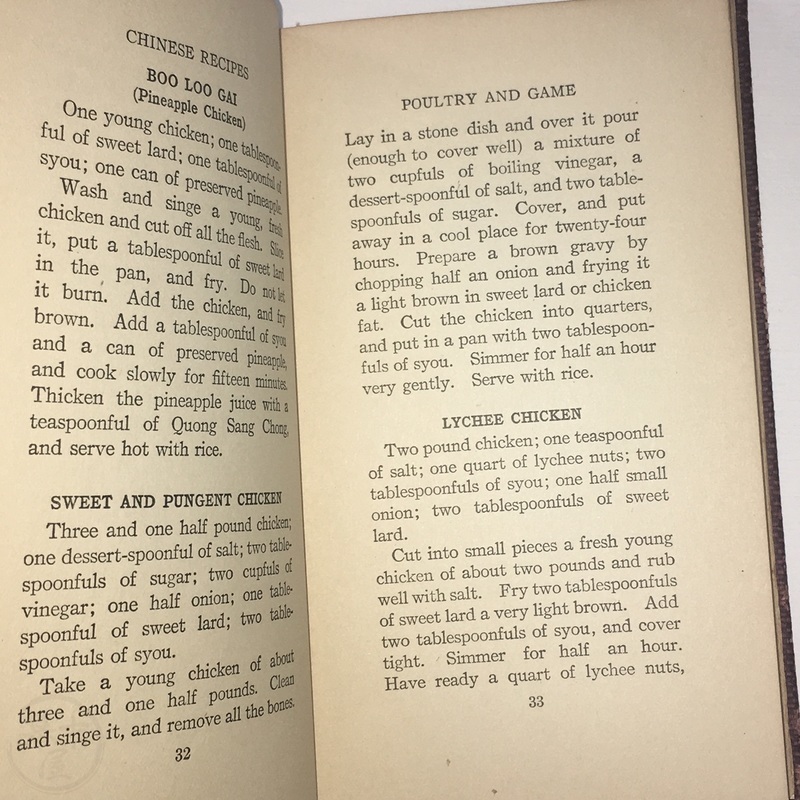 CHINESE RECIPES
BOO LOO GAI
(Pineapple Chicken)
One young chicken; one tablespoon-
ful of sweet lard; one tablespoonful of
syou; one can of preserved pineapple.
Wash and singe a young, fresh
chicken and cut off all the flesh. Slice
it, put a tablespoonful of sweet lard
in the pan, and fry. Do not let
it burn. Add the chicken, and fry
brown. Add a tablespoonful of syou
and a can of preserved pineapple,
and cook slowly for fifteen minutes.
Thicken the pineapple juice with a
teaspoonful of Quong Sang Chong,
and serve hot with rice.
SWEET AND PUNGENT CHICKEN
Three and one half pound chicken;
one dessert-spoonful of salt; two table-
spoonfuls of sugar; two cupfuls of
vinegar; one half onion; one table-
spoonful of sweet lard; two table-
spoonfuls of syou.
Take a young chicken of about
three and one half pounds. Clean
and singe it, and remove all the bones.
32
POULTRY AND GAME
Lay in a stone dish and over it pour
(enough to cover well) a mixture of
two cupfuls of boiling vinegar, a
dessert-spoonful of salt, and two table-
spoonfuls of sugar. Cover, and put
away in a cool place for twenty-four
hours. Prepare a brown gravy by
chopping half an onion and frying it
a light brown in sweet lard or chicken
fat. Cut the chicken into quarters,
and put in a pan with two tablespoon-
fuls of syou. Simmer for half an hour
very gently. Serve with rice.
LYCHEE CHICKEN
Two pound chicken; one teaspoonful
of salt; one quart of lychee nuts; two
tablespoonfuls of syou; one half small
onion; two tablespoonfuls of sweet
lard.
Cut into small pieces a fresh young
chicken of about two pounds and rub
well with salt. Fry two tablespoonfuls
of sweet lard a very light brown. Add
two tablespoonfuls of syou, and cover
tight. Simmer for half an hour.
Have ready a quart of lychee nuts,
33